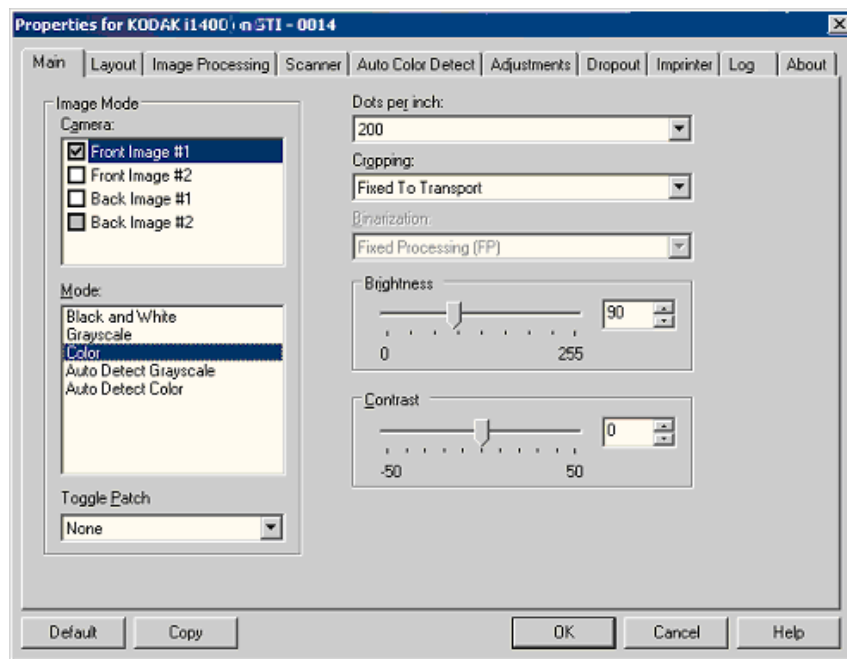 Properties for KODAK i1400 on STI - 0014
Main Layout Image Processing Scanner Auto Color Detect Adjustments Dropout Imprinter Log About
Image Mode
Camera:
Front Image #1
Front Image #2
Back Image #1
Back Image #2
Mode:
Black and White
Grayscale
Color
Auto Detect Grayscale
Auto Detect Color
Toggle Patch
None
Dots per inch:
200
Cropping:
Fixed To Transport
Binarization:
Fixed Processing (FP)
Brightness
90
0 255
Contrast
0
-50 50
Default Copy OK Cancel Help